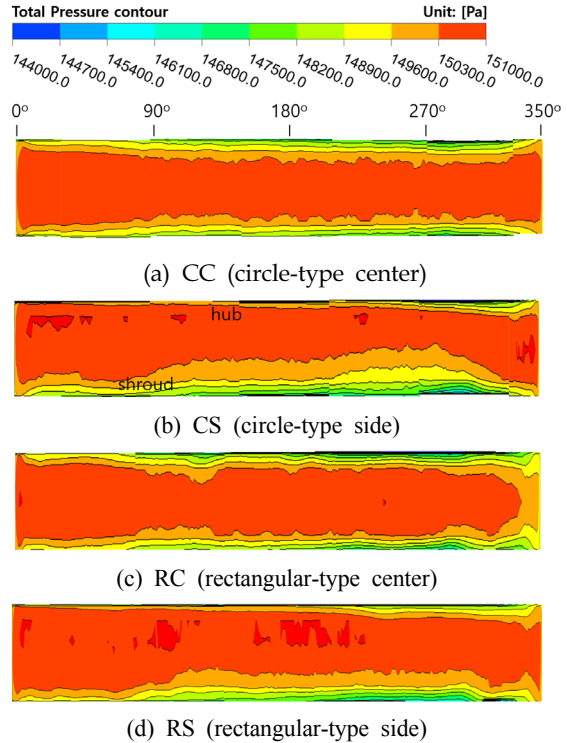 Total Pressure contour Unit: [Pa]
144000.0 144700.0 145400.0 146100.0 146800.0 147500.0 148200.0 148900.0 149600.0 150300.0 151000.0
0º 90º 180º 270º 350º
(a) CC (circle-type center)
hub
shroud
(b) CS (circle-type side)
(c) RC (rectangular-type center)
(d) RS (rectangular-type side)